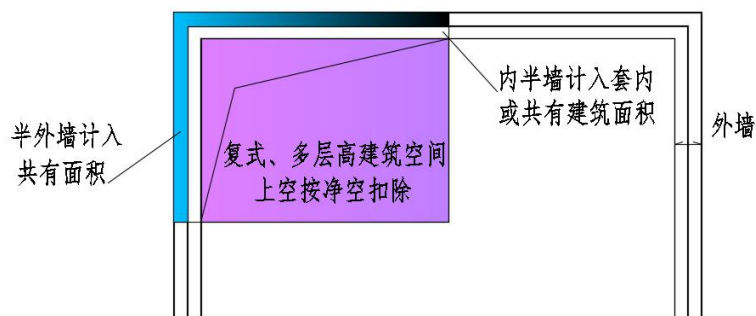 半外墙计入
共有面积
复式、多层高建筑空间
上空按净空扣除
内半墙计入套内
或共有建筑面积
外墙